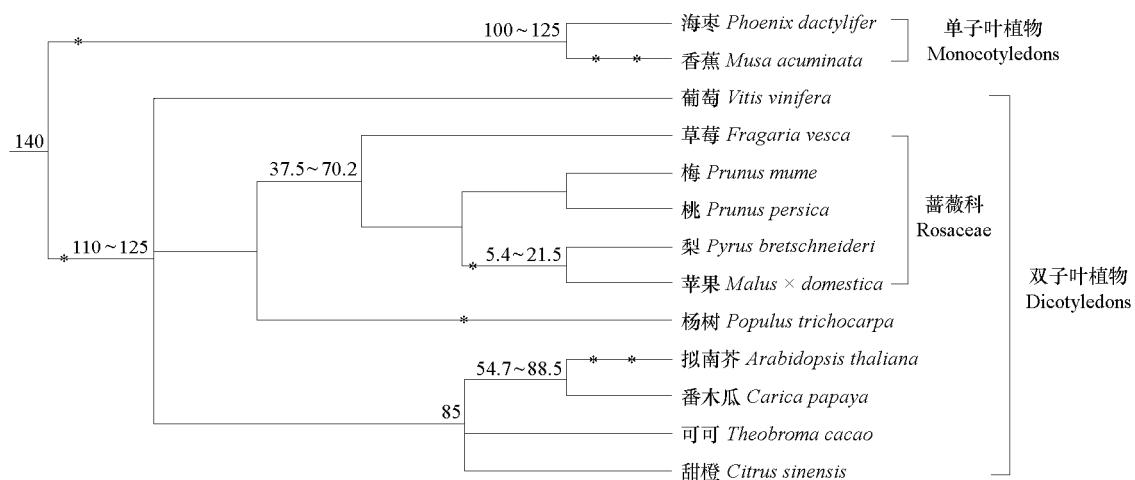 海枣 Phoenix dactylifer
100~125
单子叶植物
Monocotyledons
*
香蕉 Musa acuminata
* *
葡萄 Vitis vinifera
140
草莓 Fragaria vesca
37.5~70.2
梅 Prunus mume
桃 Prunus persica
蔷薇科
Rosaceae
110~125
*
梨 Pyrus bretschneideri
5.4~21.5
*
苹果 Malus × domestica
双子叶植物
Dicotyledons
杨树 Populus trichocarpa
*
拟南芥 Arabidopsis thaliana
* *
54.7~88.5
番木瓜 Carica papaya
85
可可 Theobroma cacao
甜橙 Citrus sinensis